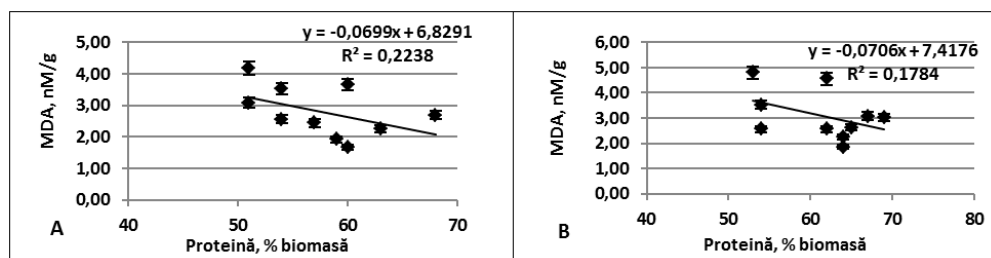 y = -0,0699x + 6,8291
R² = 0,2238
5,00
4,00
3,00
2,00
1,00
0,00
MDA, nM/g
40
50
60
70
A
Proteină, % biomasă
y = -0,0706x + 7,4176
R² = 0,1784
6,00
5,00
4,00
3,00
2,00
1,00
0,00
MDA, nM/g
40
50
60
70
80
B
Proteină, % biomasă